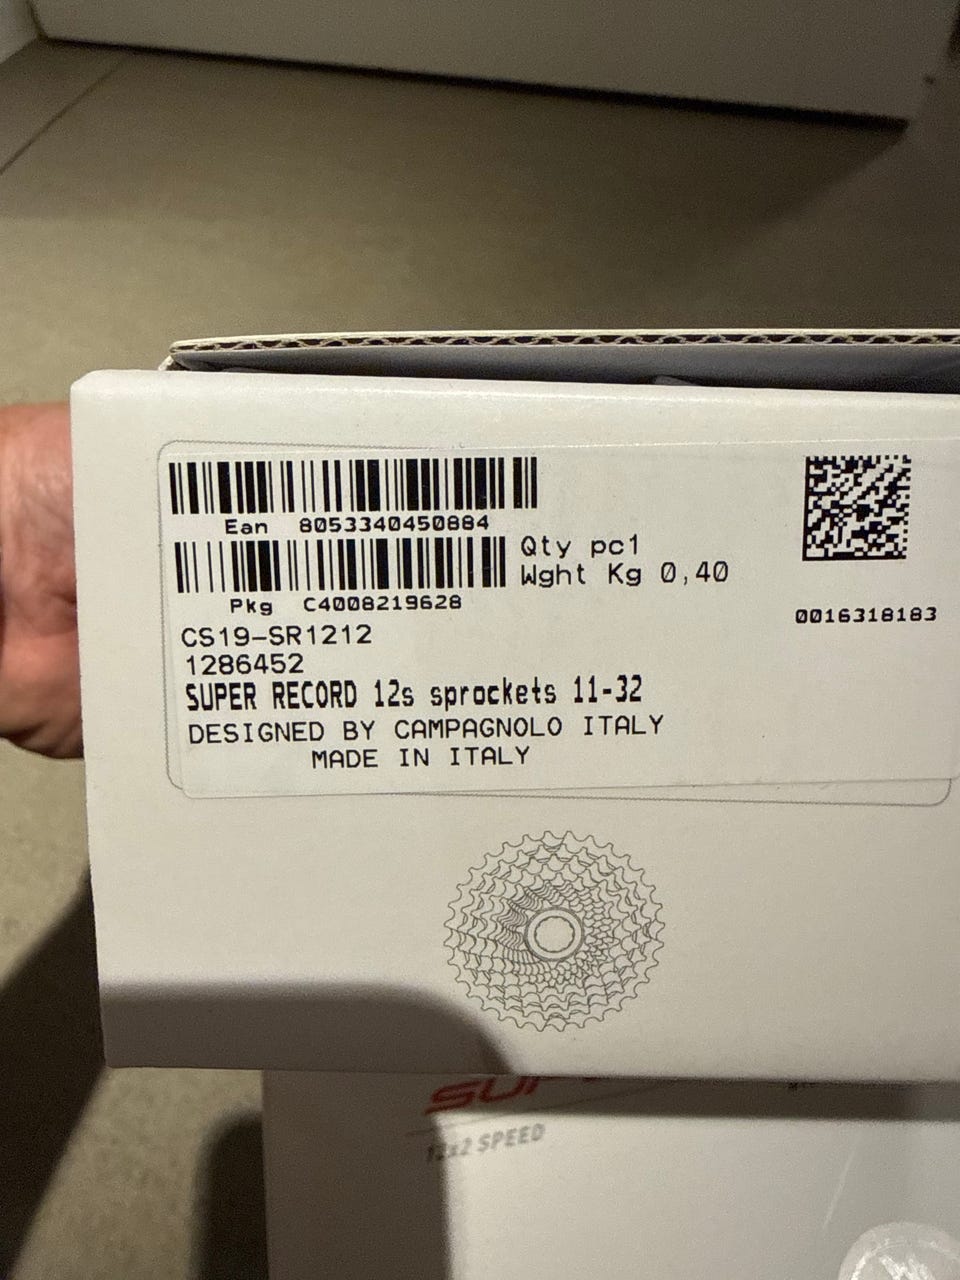 Ean 8053340450884
Qty pc1
Wght Kg 0,40
Pkg C4008219628
0016318183
CS19-SR1212
1286452
SUPER RECORD 12s sprockets 11-32
DESIGNED BY CAMPAGNOLO ITALY
MADE IN ITALY
12x2 SPEED